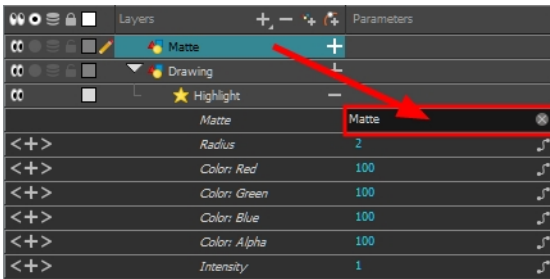 Layers Parameters
Matte
Drawing
Highlight
Matte Matte
Radius 2
Color: Red 100
Color: Green 100
Color: Blue 100
Color: Alpha 100
Intensity 1